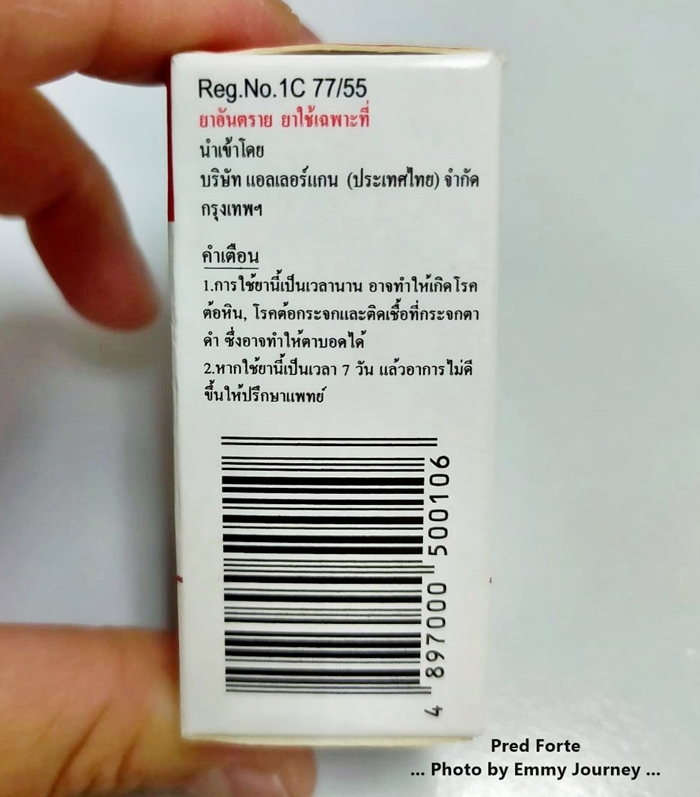 Reg.No.1C 77/55
ยาอันตราย ยาใช้เฉพาะที่
นำเข้าโดย
บริษัท แอลเลอร์แกน (ประเทศไทย) จำกัด
กรุงเทพฯ
คำเตือน
1.การใช้ยานี้เป็นเวลานาน อาจทำให้เกิดโรค
ต้อหิน, โรคต้อกระจกและติดเชื้อที่กระจกตา
ดำ ซึ่งอาจทำให้ตาบอดได้
2.หากใช้ยานี้เป็นเวลา 7 วัน แล้วอาการไม่ดี
ขึ้นให้ปรึกษาแพทย์
4 897000 500106
Pred Forte
... Photo by Emmy Journey ...